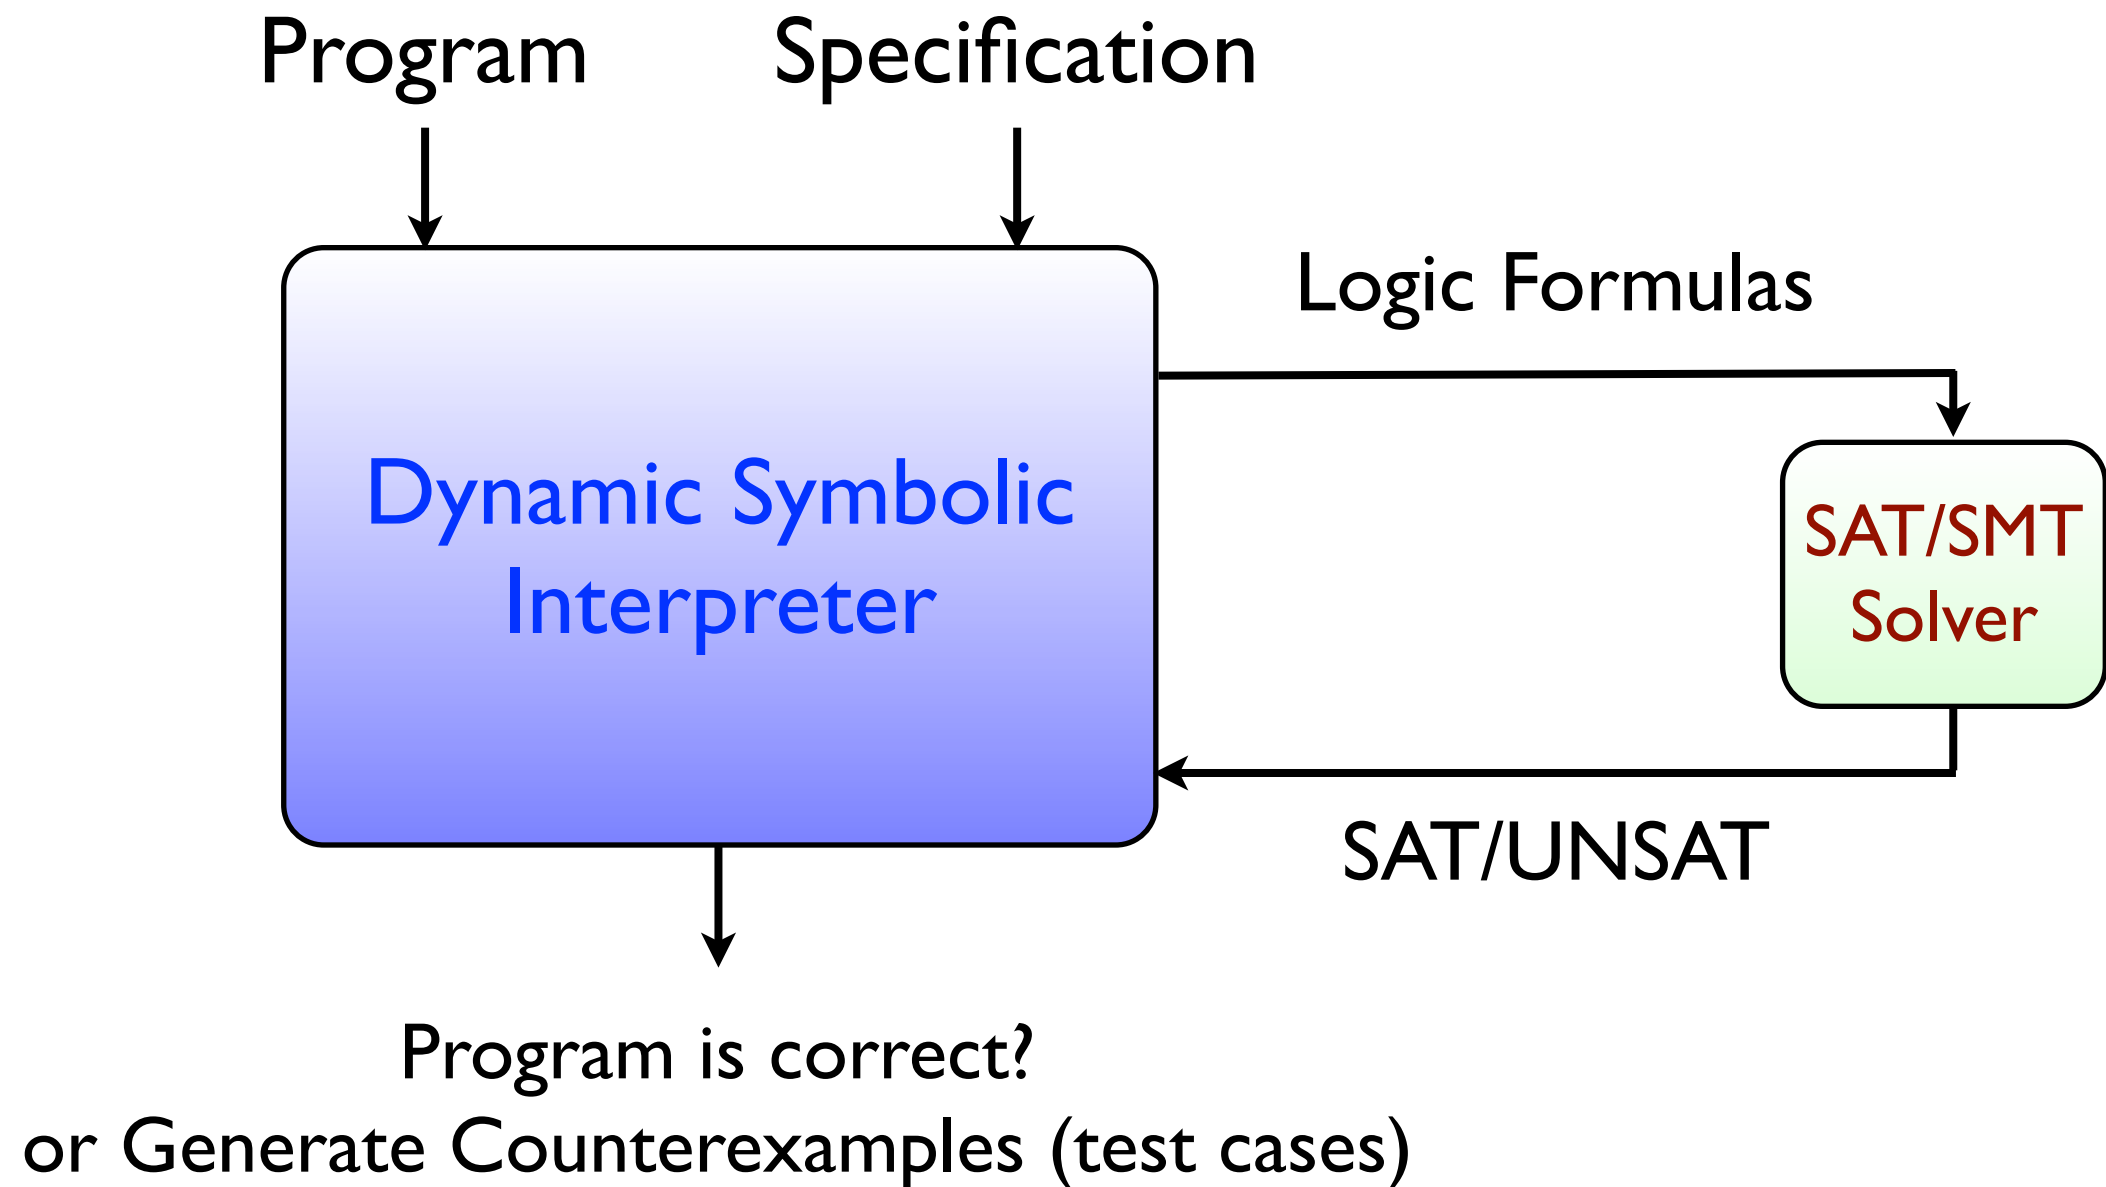 Program
Specification
Logic Formulas
Dynamic Symbolic
Interpreter
SAT/SMT
Solver
SAT/UNSAT
Program is correct?
or Generate Counterexamples (test cases)